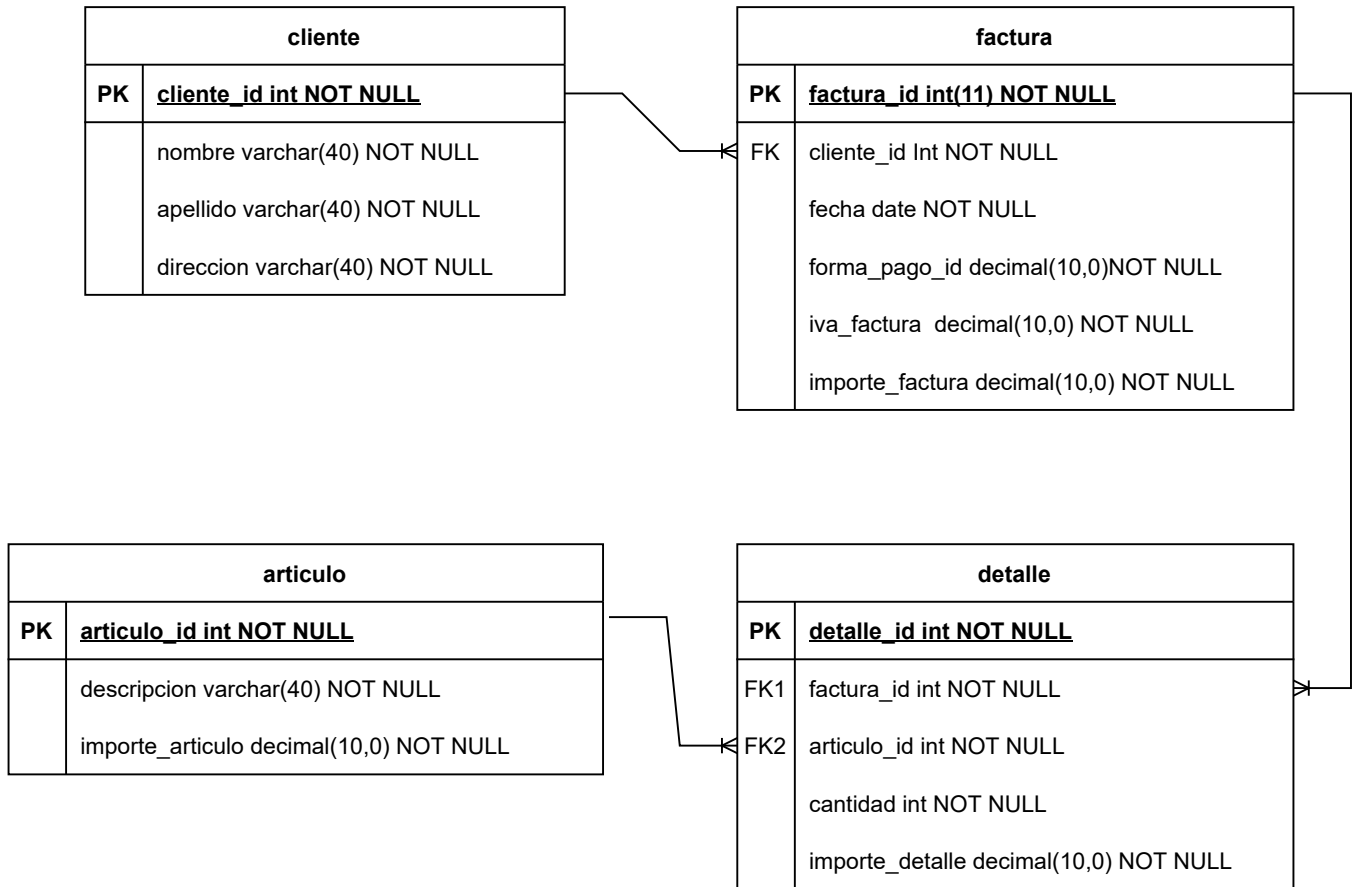 cliente
PK cliente_id int NOT NULL
nombre varchar(40) NOT NULL
apellido varchar(40) NOT NULL
direccion varchar(40) NOT NULL
factura
PK factura_id int(11) NOT NULL
FK cliente_id Int NOT NULL
fecha date NOT NULL
forma_pago_id decimal(10,0)NOT NULL
iva_factura  decimal(10,0) NOT NULL
importe_factura decimal(10,0) NOT NULL
articulo
PK articulo_id int NOT NULL
descripcion varchar(40) NOT NULL
importe_articulo decimal(10,0) NOT NULL
detalle
PK detalle_id int NOT NULL
FK1 factura_id int NOT NULL
FK2 articulo_id int NOT NULL
cantidad int NOT NULL
importe_detalle decimal(10,0) NOT NULL